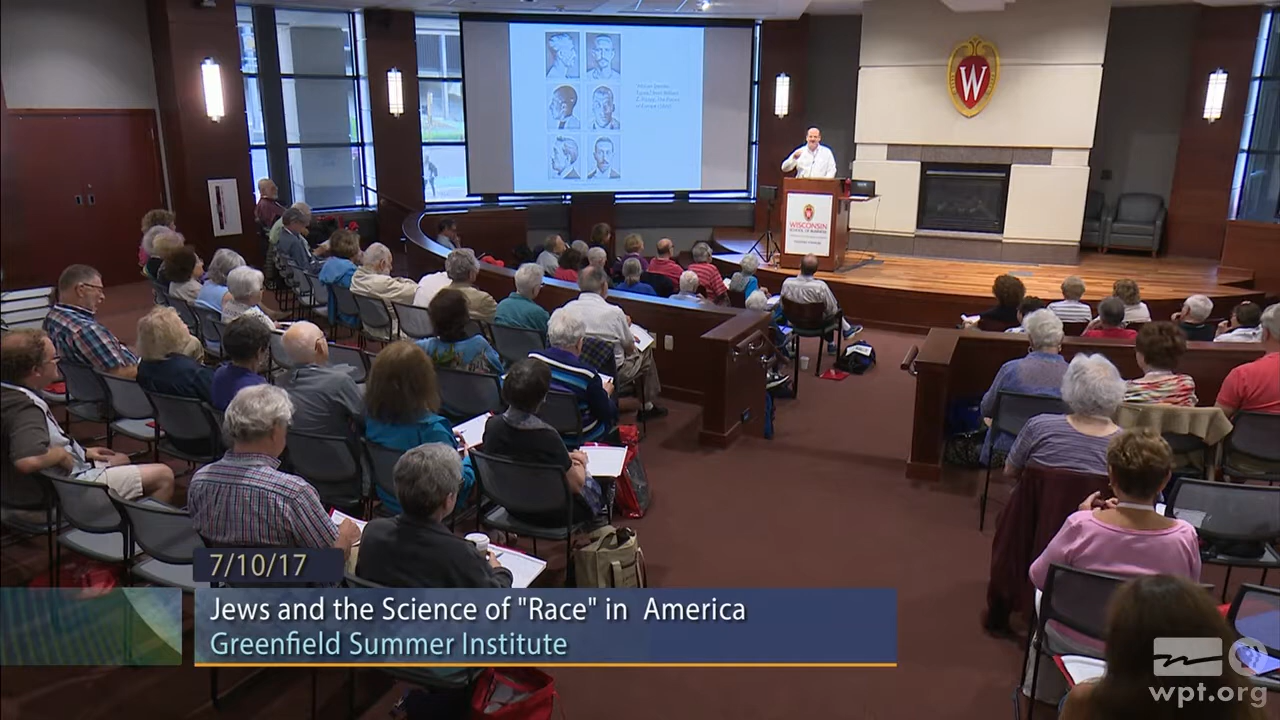 W
WISCONSIN
SCHOOL OF BUSINESS
7/10/17
Jews and the Science of "Race" in  America
Greenfield Summer Institute
PBS
wpt.org